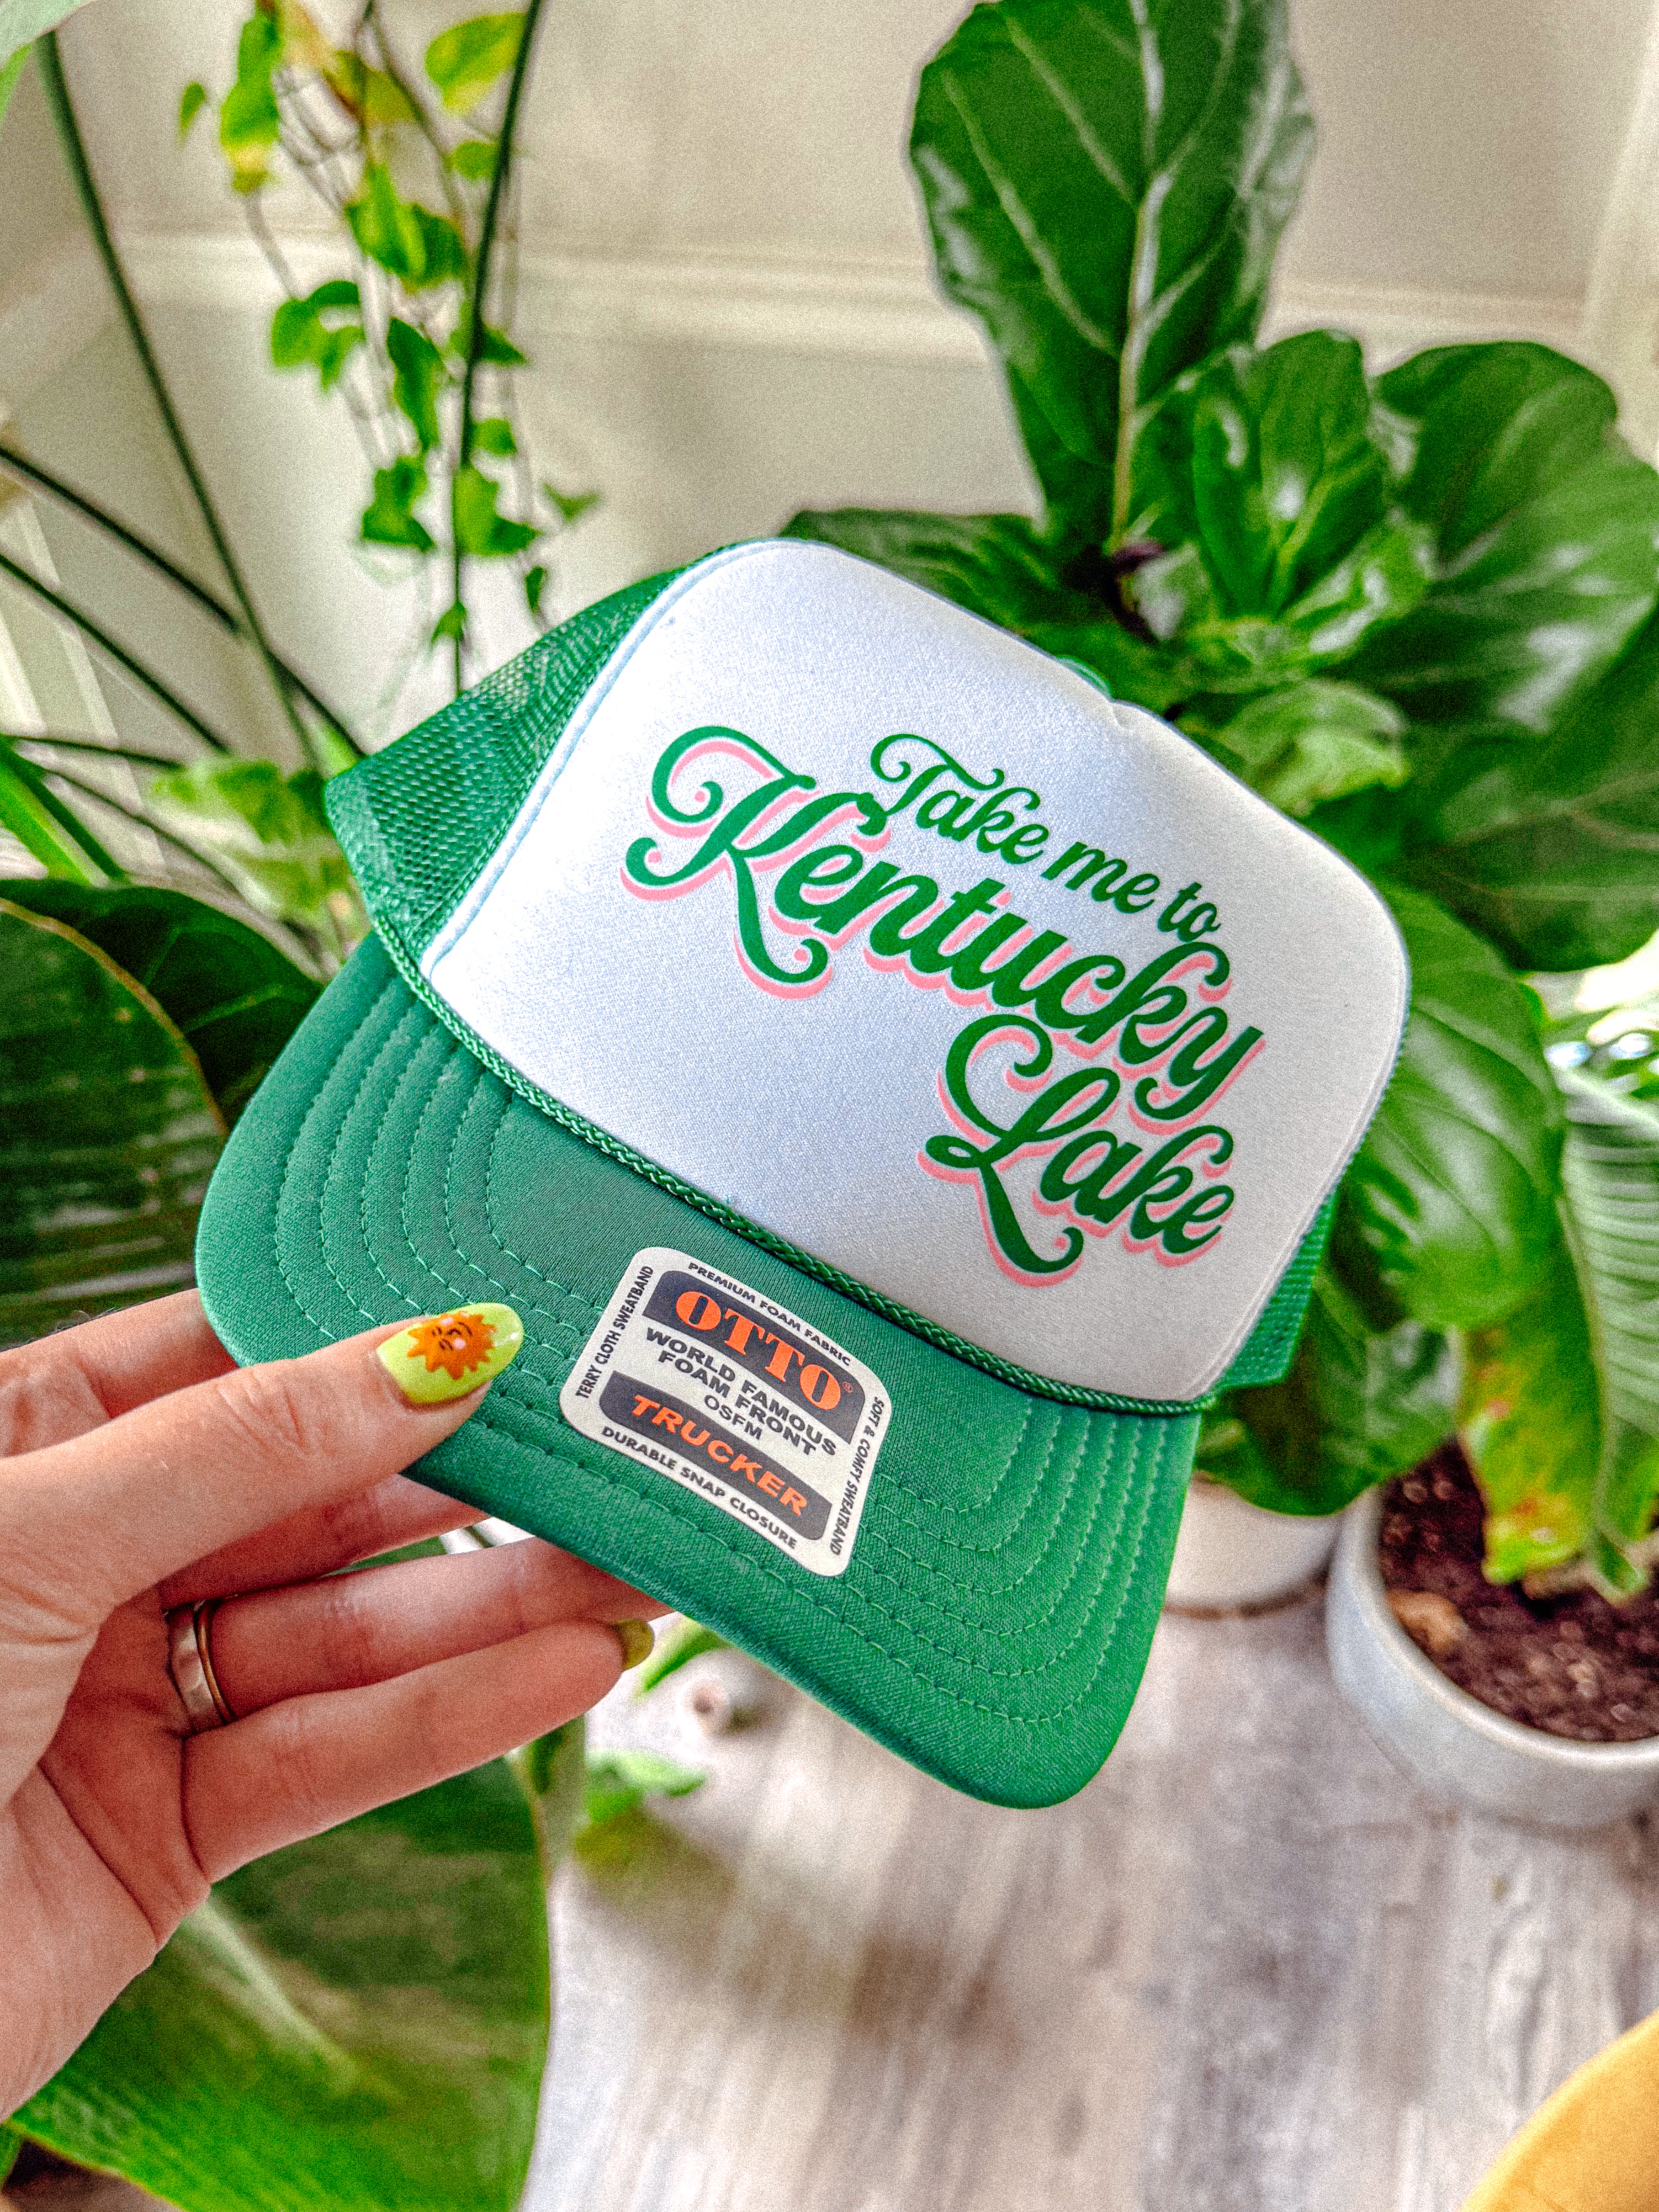 Take me to
Kentucky
Lake
PREMIUM FOAM FABRIC
TERRY CLOTH SWEATBAND
OTTO®
WORLD FAMOUS
FOAM FRONT
OSFM
TRUCKER
DURABLE SNAP CLOSURE
SOFT & COMFY SWEATBAND